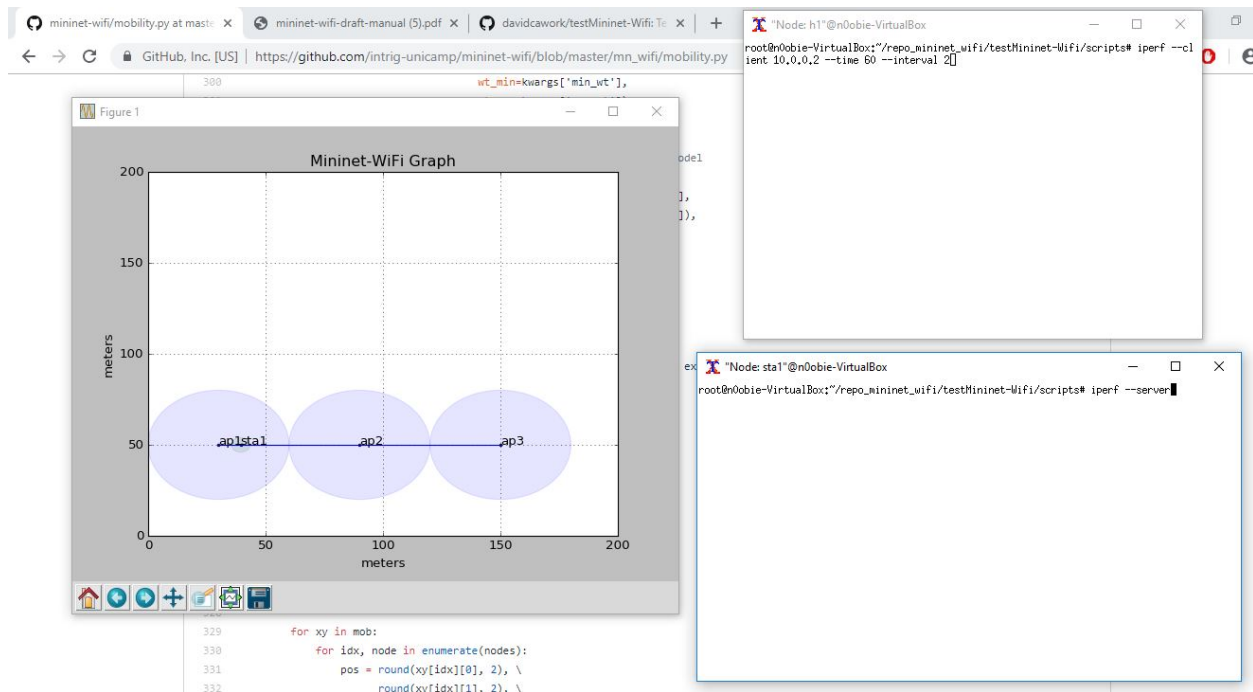 mininet-wifi/mobility.py at maste
mininet-wifi-draft-manual (5).pdf
davidcawork/testMininet-Wifi: Te
GitHub, Inc. [US] | https://github.com/intrig-unicamp/mininet-wifi/blob/master/mn_wifi/mobility.py
300 wt_min=kwargs['min_wt'],
odel
],
]),
ex
Figure 1
Mininet-WiFi Graph
200
150
100
50
0
meters
ap1
sta1
ap2
ap3
0 50 100 150 200
meters
329 for xy in mob:
330 for idx, node in enumerate(nodes):
331 pos = round(xy[idx][0], 2), \
332 round(xy[idx][1], 2), \
"Node: h1"@n0obie-VirtualBox
root@n0obie-VirtualBox:~/repo_mininet_wifi/testMininet-Wifi/scripts# iperf --cl
ient 10.0.0.2 --time 60 --interval 2
"Node: sta1"@n0obie-VirtualBox
root@n0obie-VirtualBox:~/repo_mininet_wifi/testMininet-Wifi/scripts# iperf --server